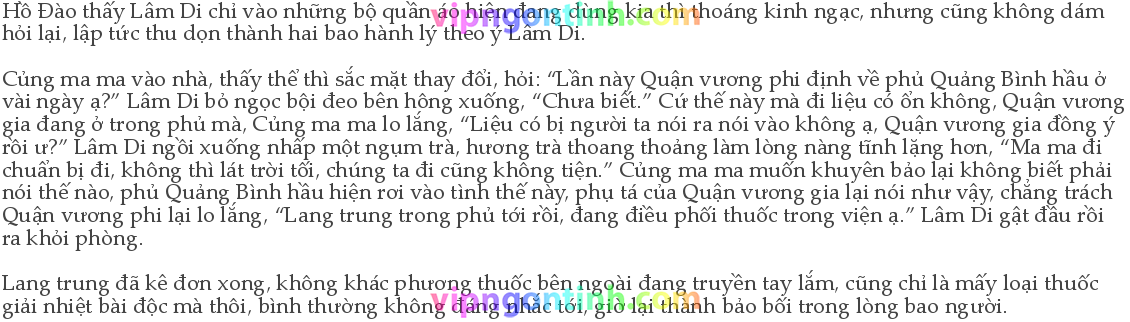 Hồ Đào thấy Lâm Di chỉ vào những bộ quần áo hiện đang dùng kia thì thoáng kinh ngạc, nhưng cũng không dám
hỏi lại, lập tức thu dọn thành hai bao hành lý theo ý Lâm Di.
vipngontinh.com
Củng ma ma vào nhà, thấy thế thì sắc mặt thay đổi, hỏi: “Lần này Quận vương phi định về phủ Quảng Bình hầu ở
vài ngày ạ?” Lâm Di bỏ ngọc bội đeo bên hông xuống, “Chưa biết.” Cứ thế này mà đi liệu có ổn không, Quận vương
gia đang ở trong phủ mà, Củng ma ma lo lắng, “Liệu có bị người ta nói ra nói vào không ạ, Quận vương gia đồng ý
rồi ư?” Lâm Di ngồi xuống nhấp một ngụm trà, hương trà thoang thoảng làm lòng nàng tĩnh lặng hơn, “Ma ma đi
chuẩn bị đi, không thì lát trời tối, chúng ta đi cũng không tiện.” Củng ma ma muốn khuyên bảo lại không biết phải
nói thế nào, phủ Quảng Bình hầu hiện rơi vào tình thế này, phụ tá của Quận vương gia lại nói như vậy, chẳng trách
Quận vương phi lại lo lắng, “Lang trung trong phủ tới rồi, đang điều phối thuốc trong viện ạ.” Lâm Di gật đầu rồi
ra khỏi phòng.
Lang trung đã kê đơn xong, không khác phương thuốc bên ngoài đang truyền tay lắm, cũng chỉ là mấy loại thuốc
giải nhiệt bài độc mà thôi, bình thường không đáng nhắc tới, giờ lại thành bảo bối trong lòng bao người.
vipngontinh.com